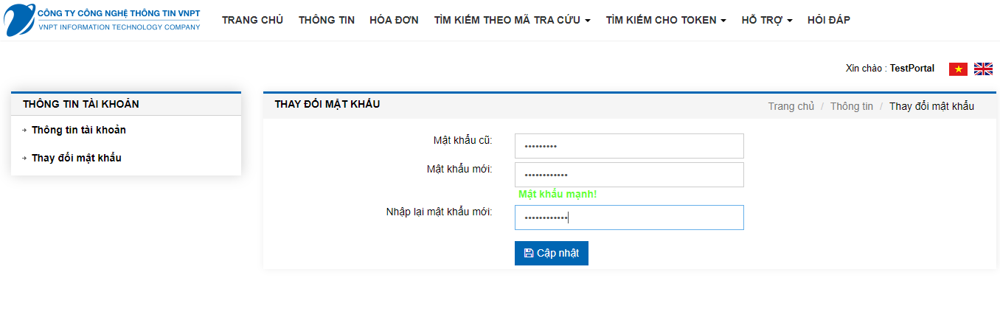 CÔNG TY CÔNG NGHỆ THÔNG TIN VNPT
VNPT INFORMATION TECHNOLOGY COMPANY
TRANG CHỦ THÔNG TIN HÓA ĐƠN TÌM KIẾM THEO MÃ TRA CỨU TÌM KIẾM CHO TOKEN HỖ TRỢ HỎI ĐÁP
Xin chào : TestPortal
THÔNG TIN TÀI KHOẢN
Thông tin tài khoản
Thay đổi mật khẩu
THAY ĐỔI MẬT KHẨU
Trang chủ / Thông tin / Thay đổi mật khẩu
Mật khẩu cũ: •••••••••
Mật khẩu mới: ••••••••••••
Mật khẩu mạnh!
Nhập lại mật khẩu mới: ••••••••••••
Cập nhật